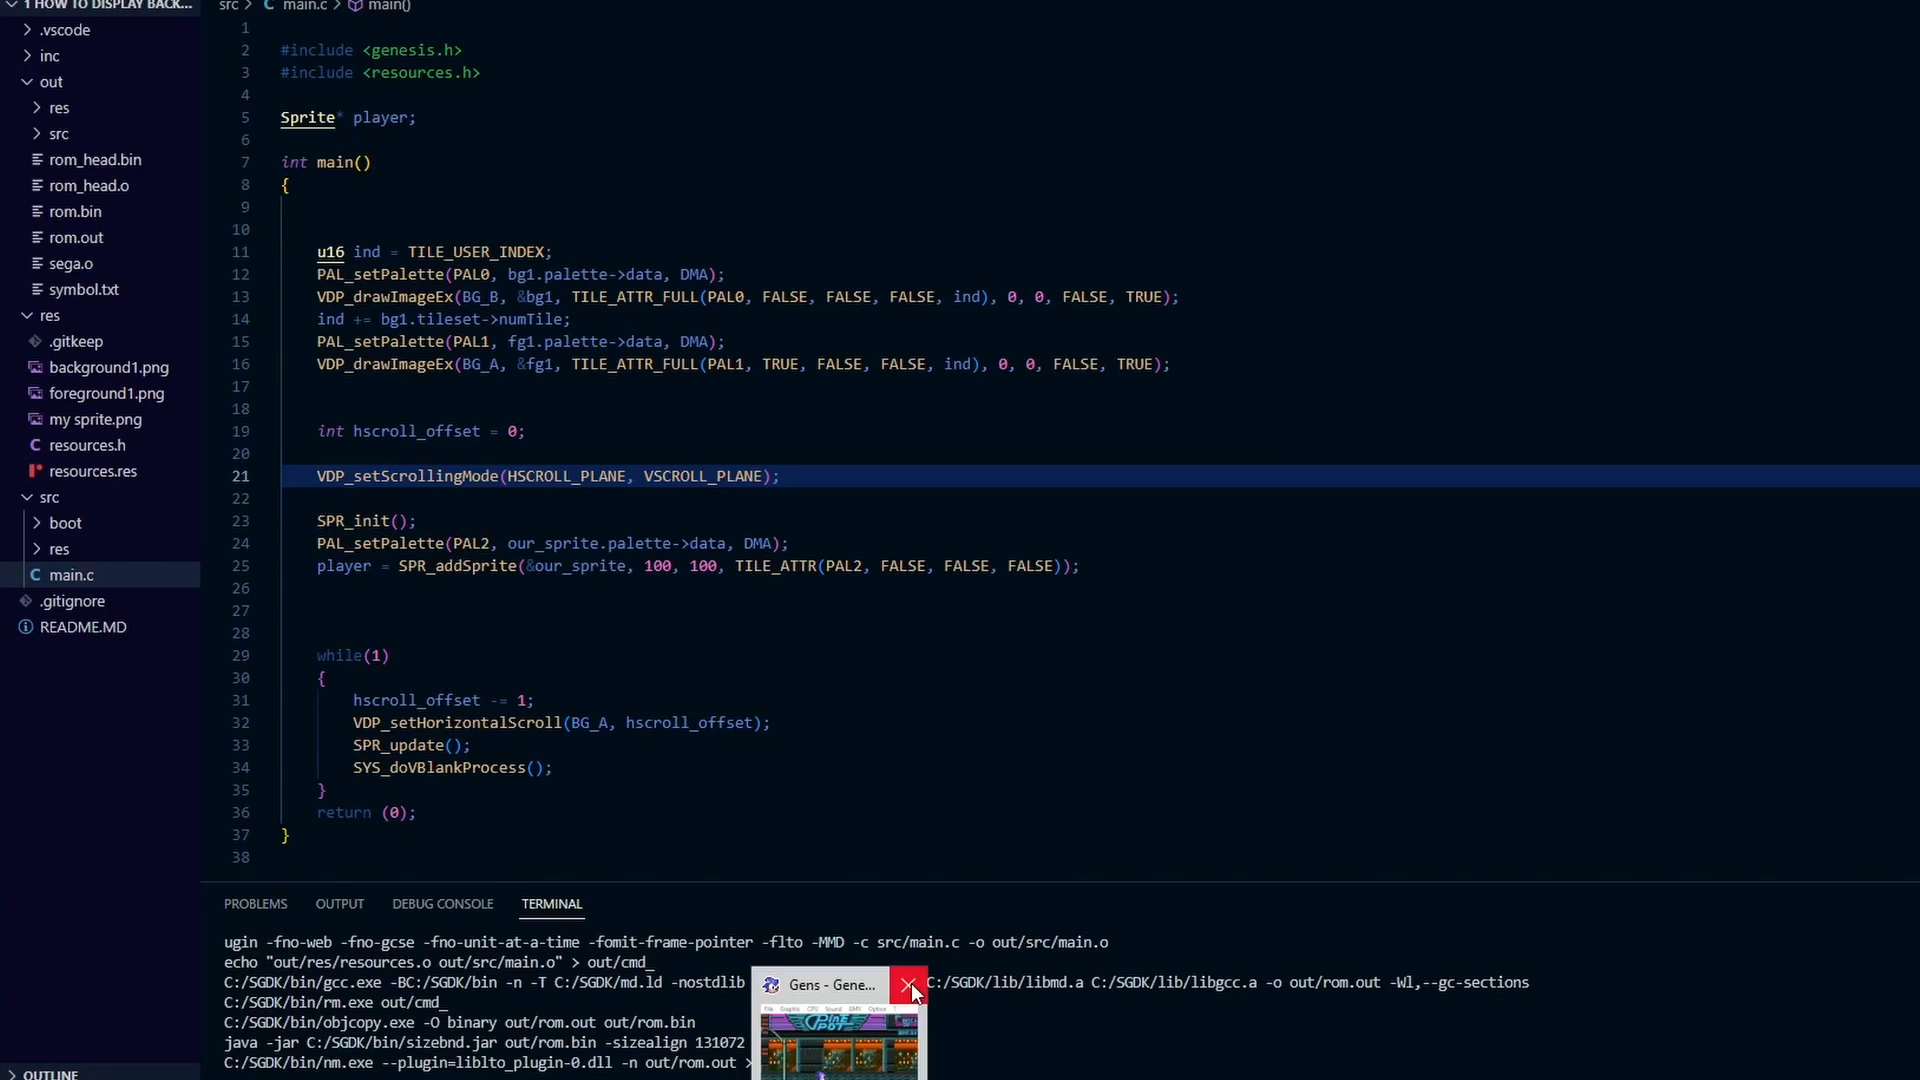 1 HOW TO DISPLAY BACK...
.vscode
inc
out
res
src
rom_head.bin
rom_head.o
rom.bin
rom.out
sega.o
symbol.txt
res
.gitkeep
background1.png
foreground1.png
my sprite.png
resources.h
resources.res
src
boot
res
main.c
.gitignore
README.MD
OUTLINE
src > C main.c > main()
1
2 #include <genesis.h>
3 #include <resources.h>
4
5 Sprite* player;
6
7 int main()
8 {
9
10
11 u16 ind = TILE_USER_INDEX;
12 PAL_setPalette(PAL0, bg1.palette->data, DMA);
13 VDP_drawImageEx(BG_B, &bg1, TILE_ATTR_FULL(PAL0, FALSE, FALSE, FALSE, ind), 0, 0, FALSE, TRUE);
14 ind += bg1.tileset->numTile;
15 PAL_setPalette(PAL1, fg1.palette->data, DMA);
16 VDP_drawImageEx(BG_A, &fg1, TILE_ATTR_FULL(PAL1, TRUE, FALSE, FALSE, ind), 0, 0, FALSE, TRUE);
17
18
19 int hscroll_offset = 0;
20
21 VDP_setScrollingMode(HSCROLL_PLANE, VSCROLL_PLANE);
22
23 SPR_init();
24 PAL_setPalette(PAL2, our_sprite.palette->data, DMA);
25 player = SPR_addSprite(&our_sprite, 100, 100, TILE_ATTR(PAL2, FALSE, FALSE, FALSE));
26
27
28
29 while(1)
30 {
31 hscroll_offset -= 1;
32 VDP_setHorizontalScroll(BG_A, hscroll_offset);
33 SPR_update();
34 SYS_doVBlankProcess();
35 }
36 return (0);
37 }
38
PROBLEMS OUTPUT DEBUG CONSOLE TERMINAL
ugin -fno-web -fno-gcse -fno-unit-at-a-time -fomit-frame-pointer -flto -MMD -c src/main.c -o out/src/main.o
echo "out/res/resources.o out/src/main.o" > out/cmd_
C:/SGDK/bin/gcc.exe -BC:/SGDK/bin -n -T C:/SGDK/md.ld -nostdlib C:/SGDK/lib/libmd.a C:/SGDK/lib/libgcc.a -o out/rom.out -Wl,--gc-sections
C:/SGDK/bin/rm.exe out/cmd_
C:/SGDK/bin/objcopy.exe -O binary out/rom.out out/rom.bin
java -jar C:/SGDK/bin/sizebnd.jar out/rom.bin -sizealign 131072
C:/SGDK/bin/nm.exe --plugin=liblto_plugin-0.dll -n out/rom.out >
Gens - Gene...
File Graphic CPU Sound GMV Option ?
PINE POT